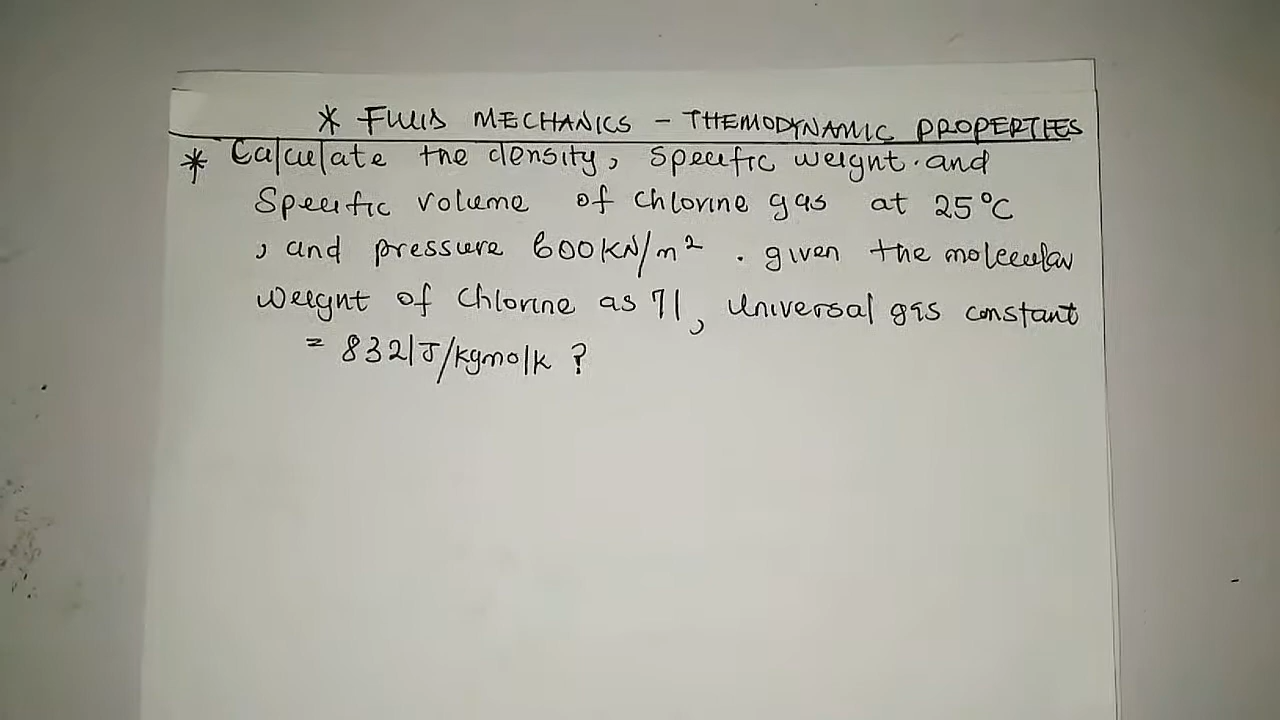 * FLUID MECHANICS - THEMODYNAMIC PROPERTIES
* Calculate the density, specific weight. and
specific volume of chlorine gas at 25°C
, and pressure 600KN/m². given the molecular
weight of chlorine as 71, universal gas constant
= 8321J/kgmolk ?